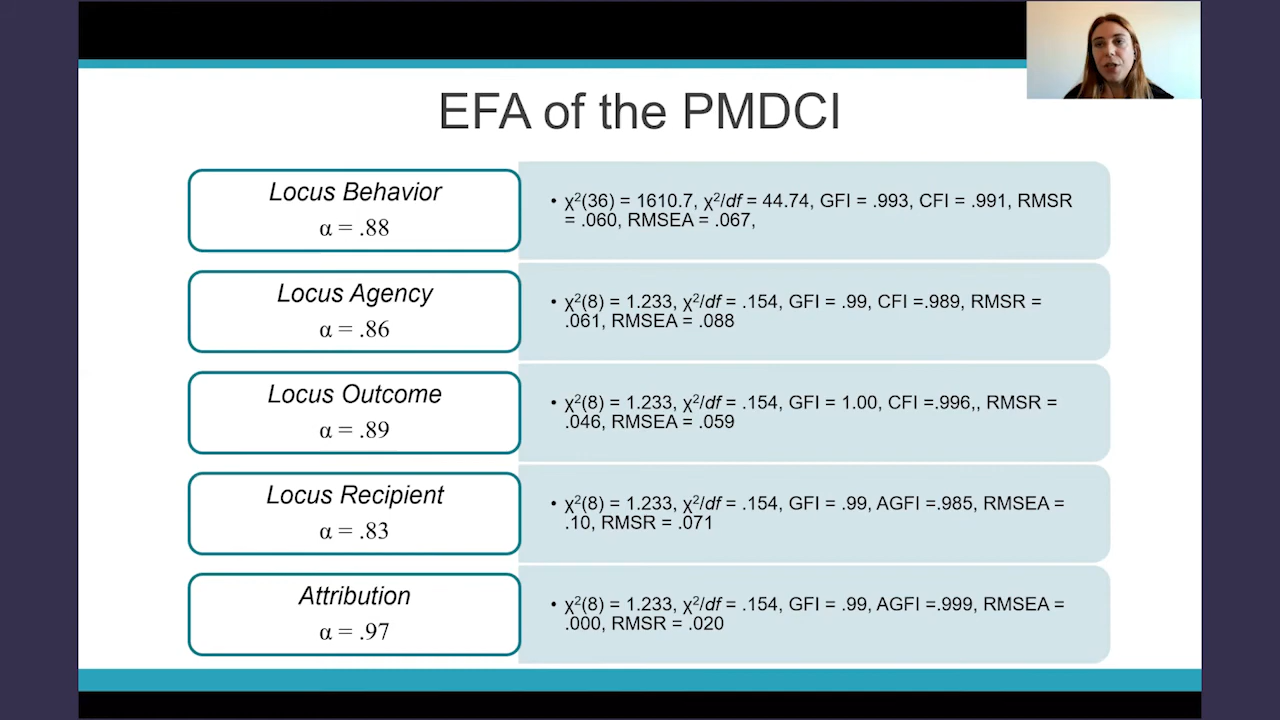 EFA of the PMDCI
Locus Behavior
α = .88
• χ²(36) = 1610.7, χ²/df = 44.74, GFI = .993, CFI = .991, RMSR
= .060, RMSEA = .067,
Locus Agency
α = .86
• χ²(8) = 1.233, χ²/df = .154, GFI = .99, CFI =.989, RMSR =
.061, RMSEA = .088
Locus Outcome
α = .89
• χ²(8) = 1.233, χ²/df = .154, GFI = 1.00, CFI =.996,, RMSR =
.046, RMSEA = .059
Locus Recipient
α = .83
• χ²(8) = 1.233, χ²/df = .154, GFI = .99, AGFI =.985, RMSEA =
.10, RMSR = .071
Attribution
α = .97
• χ²(8) = 1.233, χ²/df = .154, GFI = .99, AGFI =.999, RMSEA =
.000, RMSR = .020